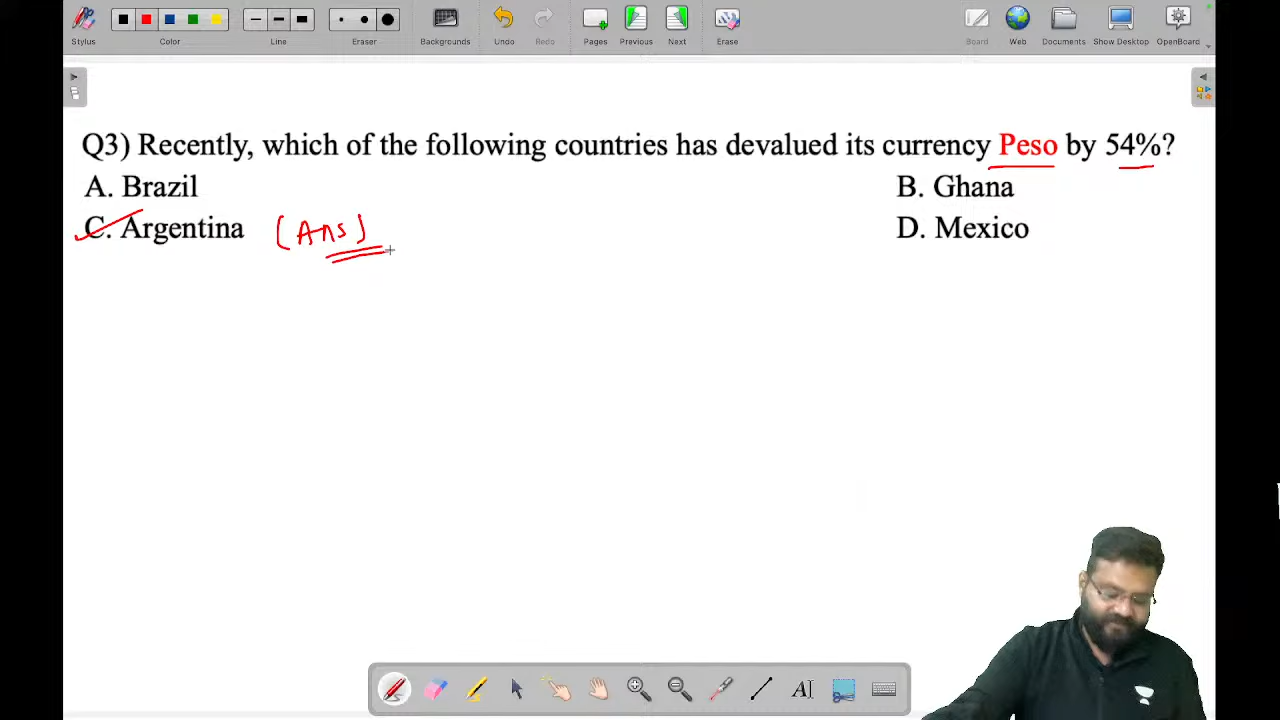 Stylus Color Line Eraser Backgrounds Undo Redo Pages Previous Next Erase Board Web Documents Show Desktop OpenBoard
Q3) Recently, which of the following countries has devalued its currency Peso by 54%?
A. Brazil B. Ghana
C. Argentina (Ans) D. Mexico